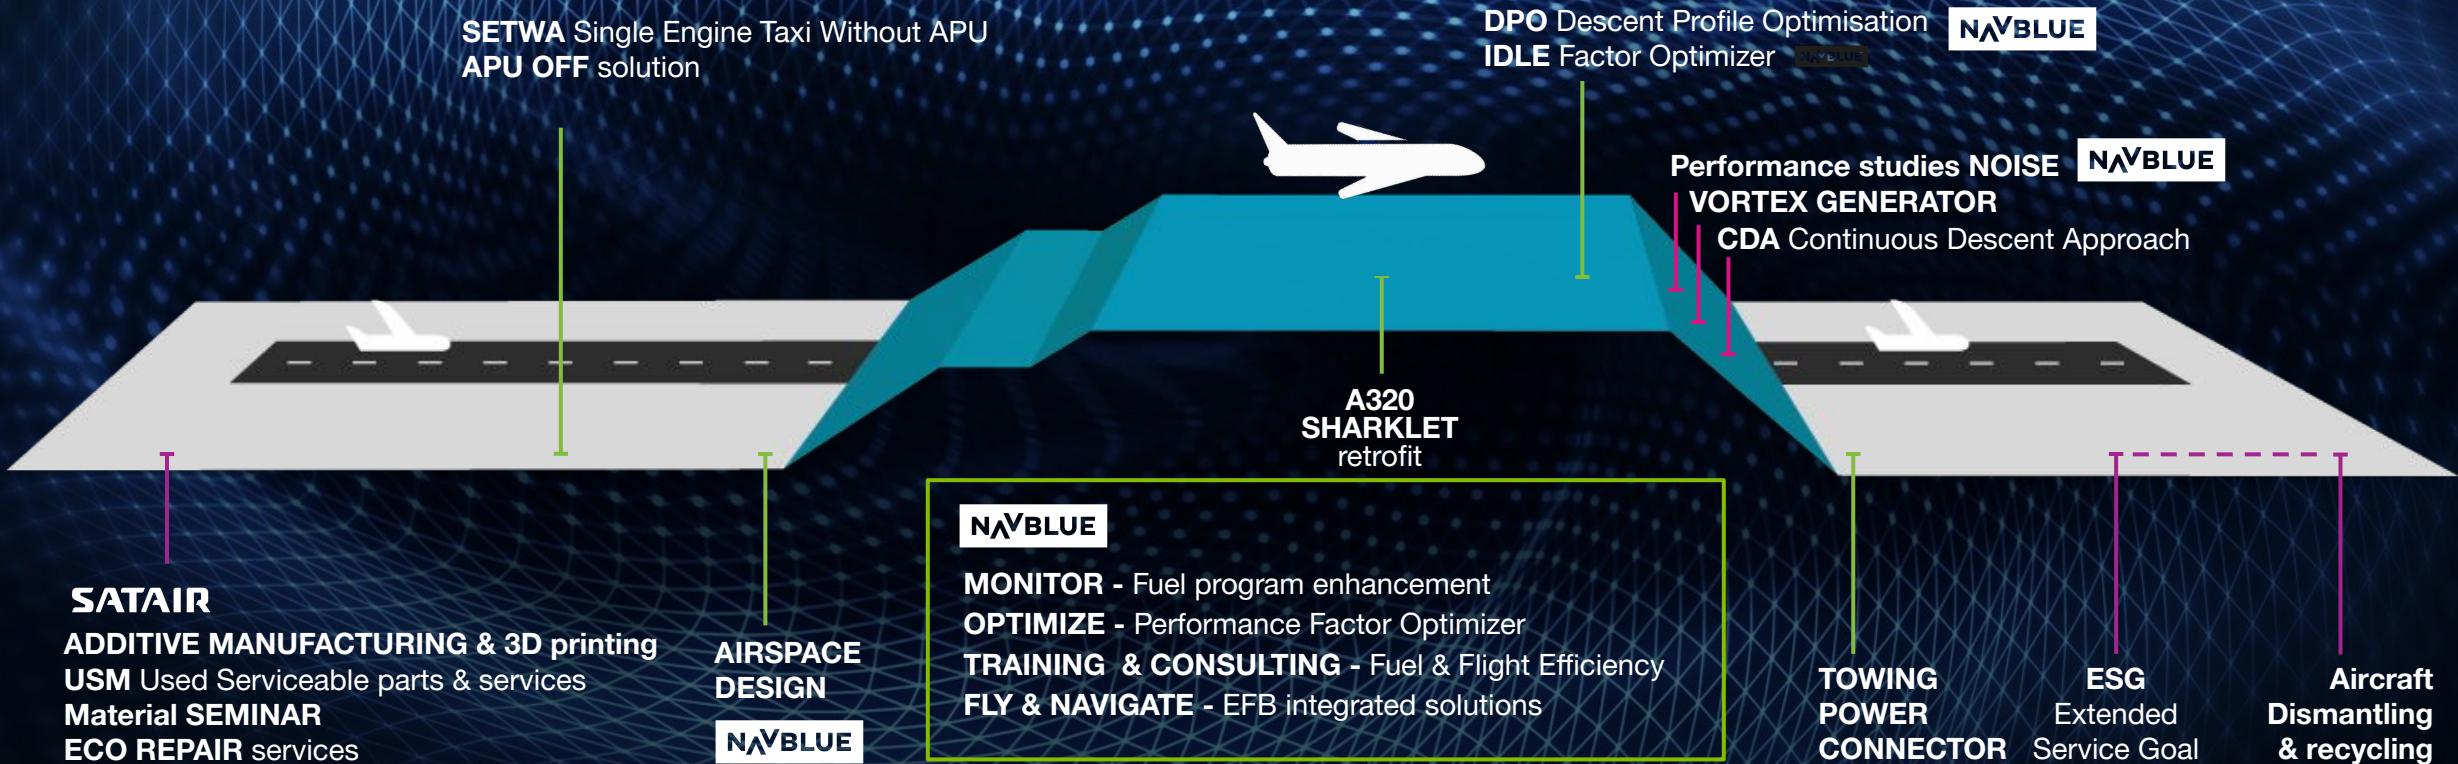 SETWA Single Engine Taxi Without APU
APU OFF solution
DPO Descent Profile Optimisation NAVBLUE
IDLE Factor Optimizer NAVBLUE
Performance studies NOISE NAVBLUE
VORTEX GENERATOR
CDA Continuous Descent Approach
A320
SHARKLET
retrofit
SATAIR
ADDITIVE MANUFACTURING & 3D printing
USM Used Serviceable parts & services
Material SEMINAR
ECO REPAIR services
AIRSPACE
DESIGN
NAVBLUE
NAVBLUE
MONITOR - Fuel program enhancement
OPTIMIZE - Performance Factor Optimizer
TRAINING & CONSULTING - Fuel & Flight Efficiency
FLY & NAVIGATE - EFB integrated solutions
TOWING
POWER
CONNECTOR
ESG
Extended
Service Goal
Aircraft
Dismantling
& recycling